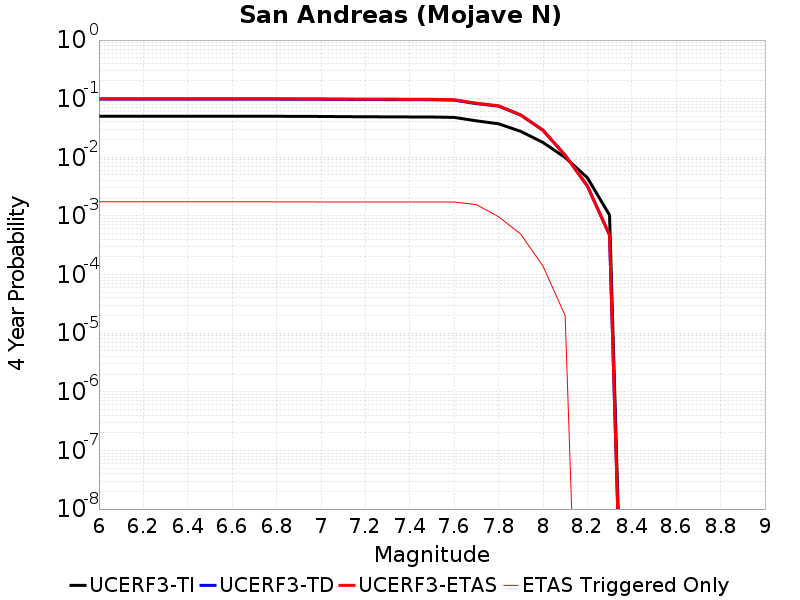 San Andreas (Mojave N)
10^0
10^-1
10^-2
10^-3
10^-4
10^-5
10^-6
10^-7
10^-8
4 Year Probability
6 6.2 6.4 6.6 6.8 7 7.2 7.4 7.6 7.8 8 8.2 8.4 8.6 8.8 9
Magnitude
UCERF3-TI UCERF3-TD UCERF3-ETAS ETAS Triggered Only